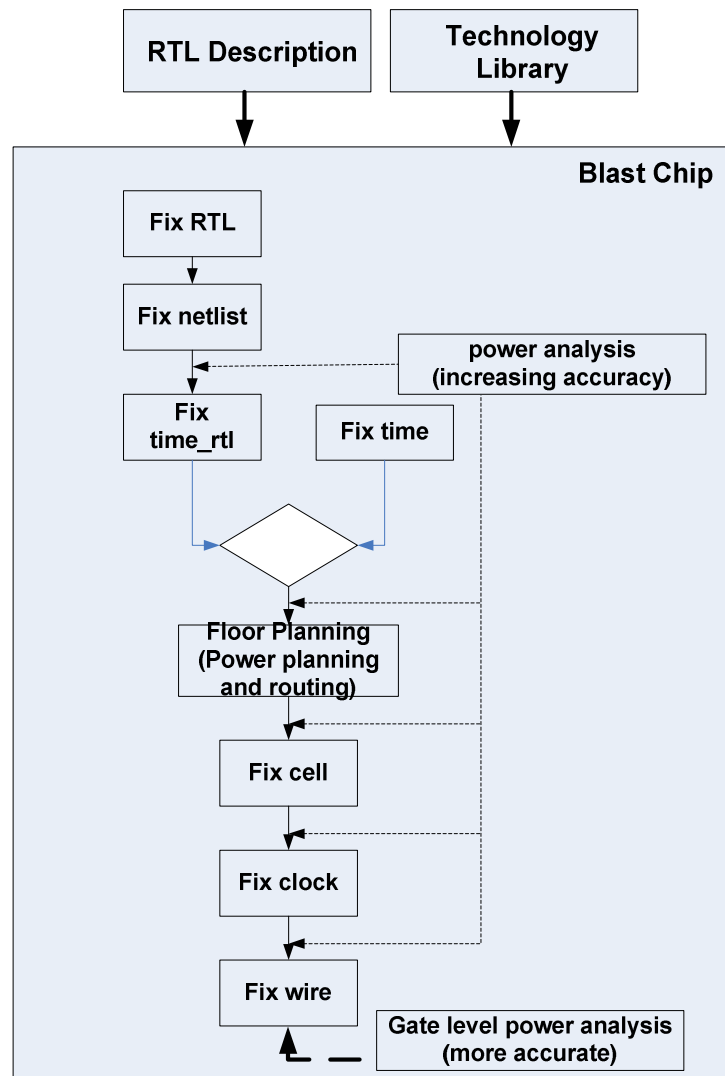 RTL Description
Technology
Library
Blast Chip
Fix RTL
Fix netlist
power analysis
(increasing accuracy)
Fix
time_rtl
Fix time
Floor Planning
(Power planning
and routing)
Fix cell
Fix clock
Fix wire
Gate level power analysis
(more accurate)